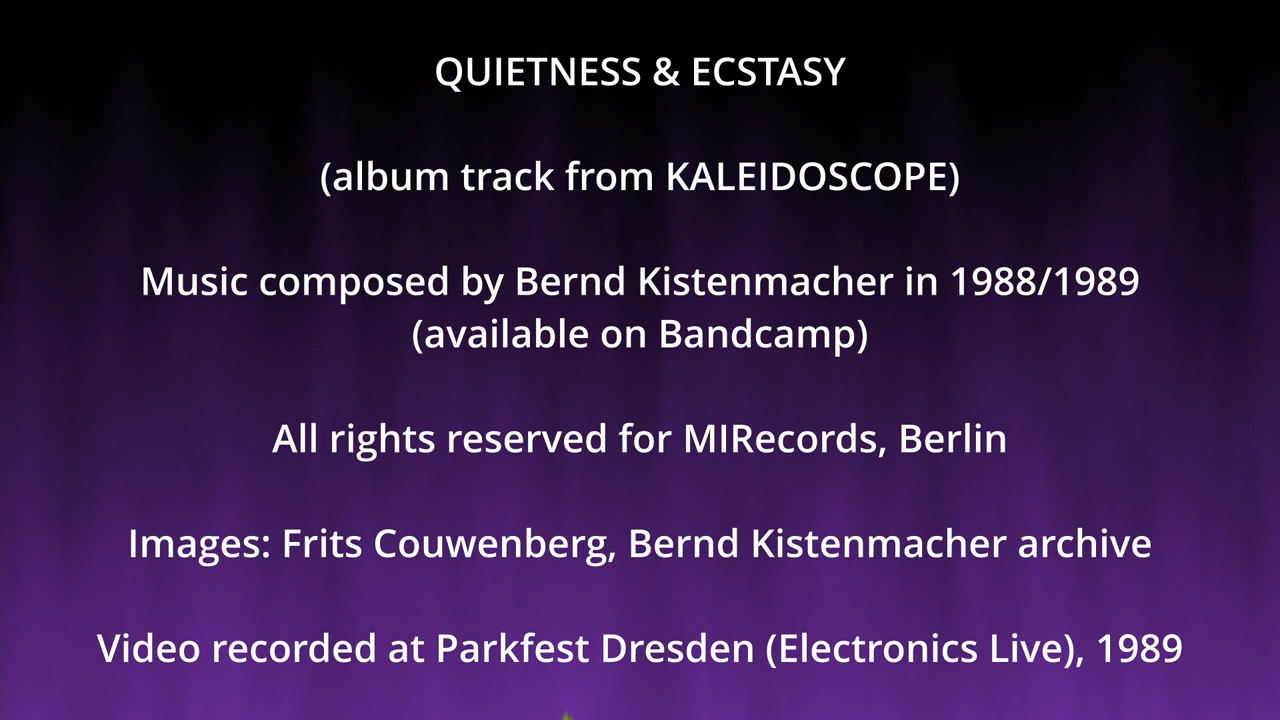 QUIETNESS & ECSTASY
(album track from KALEIDOSCOPE)
Music composed by Bernd Kistenmacher in 1988/1989
(available on Bandcamp)
All rights reserved for MIRecords, Berlin
Images: Frits Couwenberg, Bernd Kistenmacher archive
Video recorded at Parkfest Dresden (Electronics Live), 1989